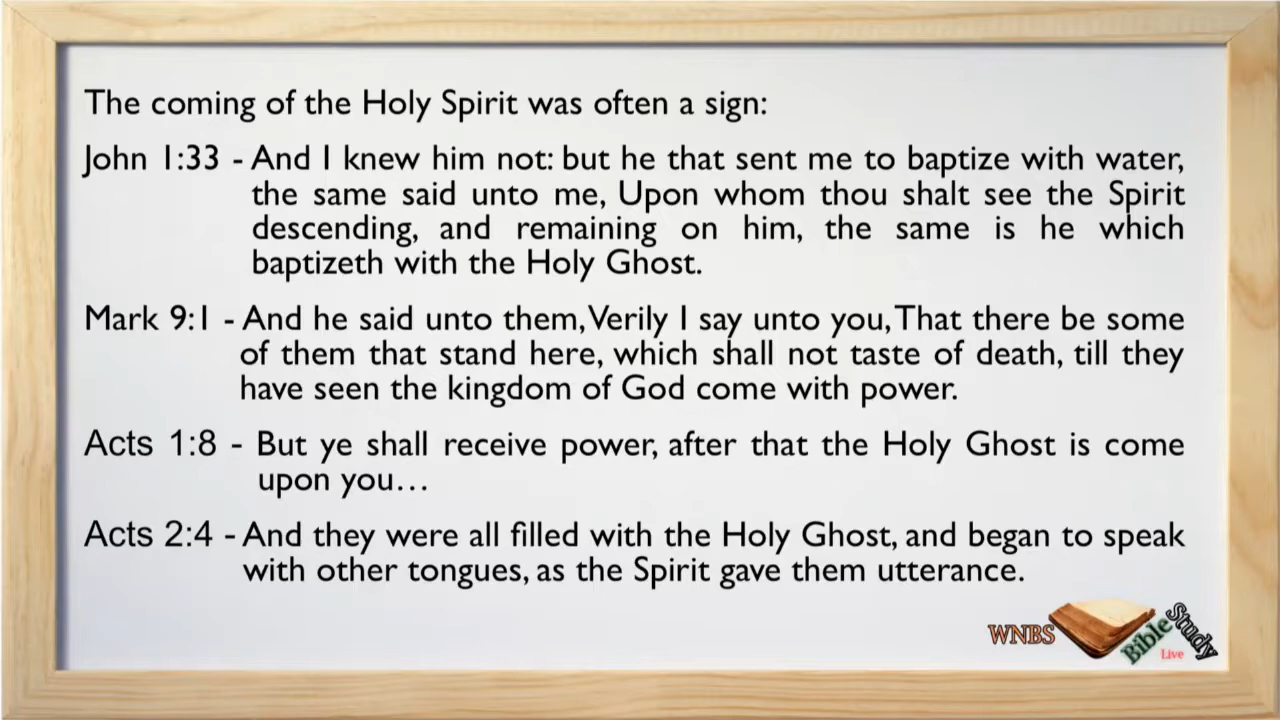 The coming of the Holy Spirit was often a sign:
John 1:33 - And I knew him not: but he that sent me to baptize with water,
the same said unto me, Upon whom thou shalt see the Spirit
descending, and remaining on him, the same is he which
baptizeth with the Holy Ghost.
Mark 9:1 - And he said unto them, Verily I say unto you, That there be some
of them that stand here, which shall not taste of death, till they
have seen the kingdom of God come with power.
Acts 1:8 - But ye shall receive power, after that the Holy Ghost is come
upon you…
Acts 2:4 - And they were all filled with the Holy Ghost, and began to speak
with other tongues, as the Spirit gave them utterance.
WNBS
Bible
Study
Live